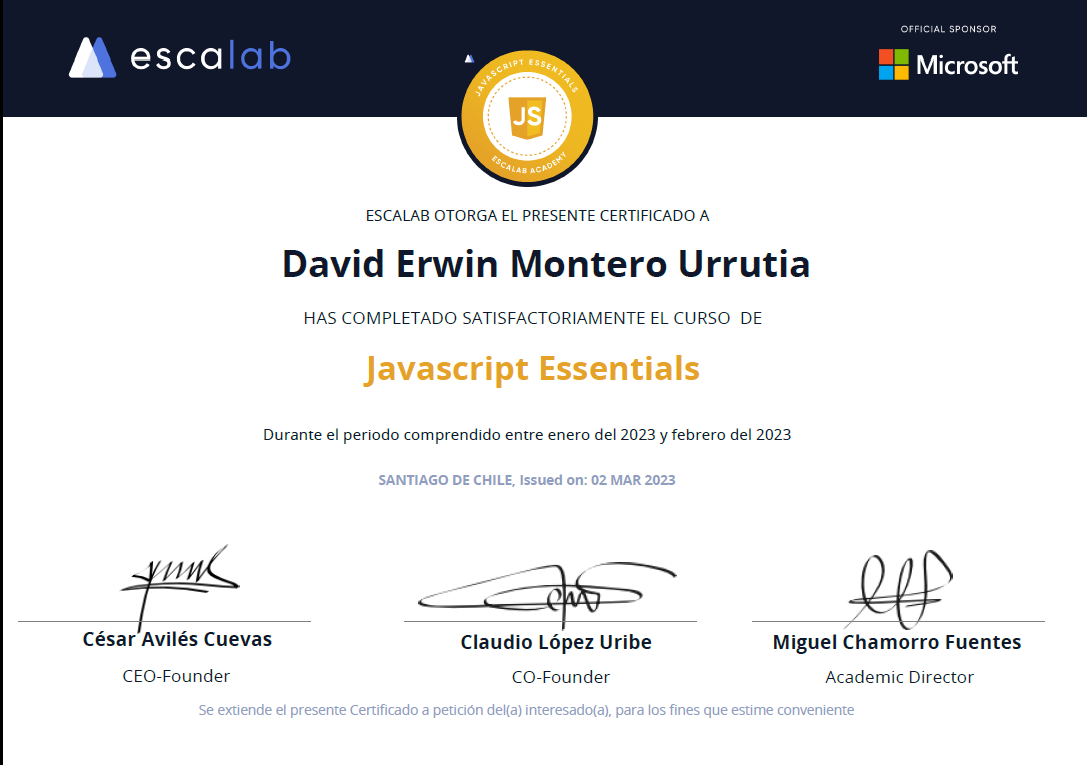 escalab
OFFICIAL SPONSOR
Microsoft
JAVASCRIPT ESSENTIALS
JS
ESCALAB ACADEMY
ESCALAB OTORGA EL PRESENTE CERTIFICADO A
David Erwin Montero Urrutia
HAS COMPLETADO SATISFACTORIAMENTE EL CURSO DE
Javascript Essentials
Durante el periodo comprendido entre enero del 2023 y febrero del 2023
SANTIAGO DE CHILE, Issued on: 02 MAR 2023
César Avilés Cuevas
Claudio López Uribe
Miguel Chamorro Fuentes
CEO-Founder
CO-Founder
Academic Director
Se extiende el presente Certificado a petición del(a) interesado(a), para los fines que estime conveniente